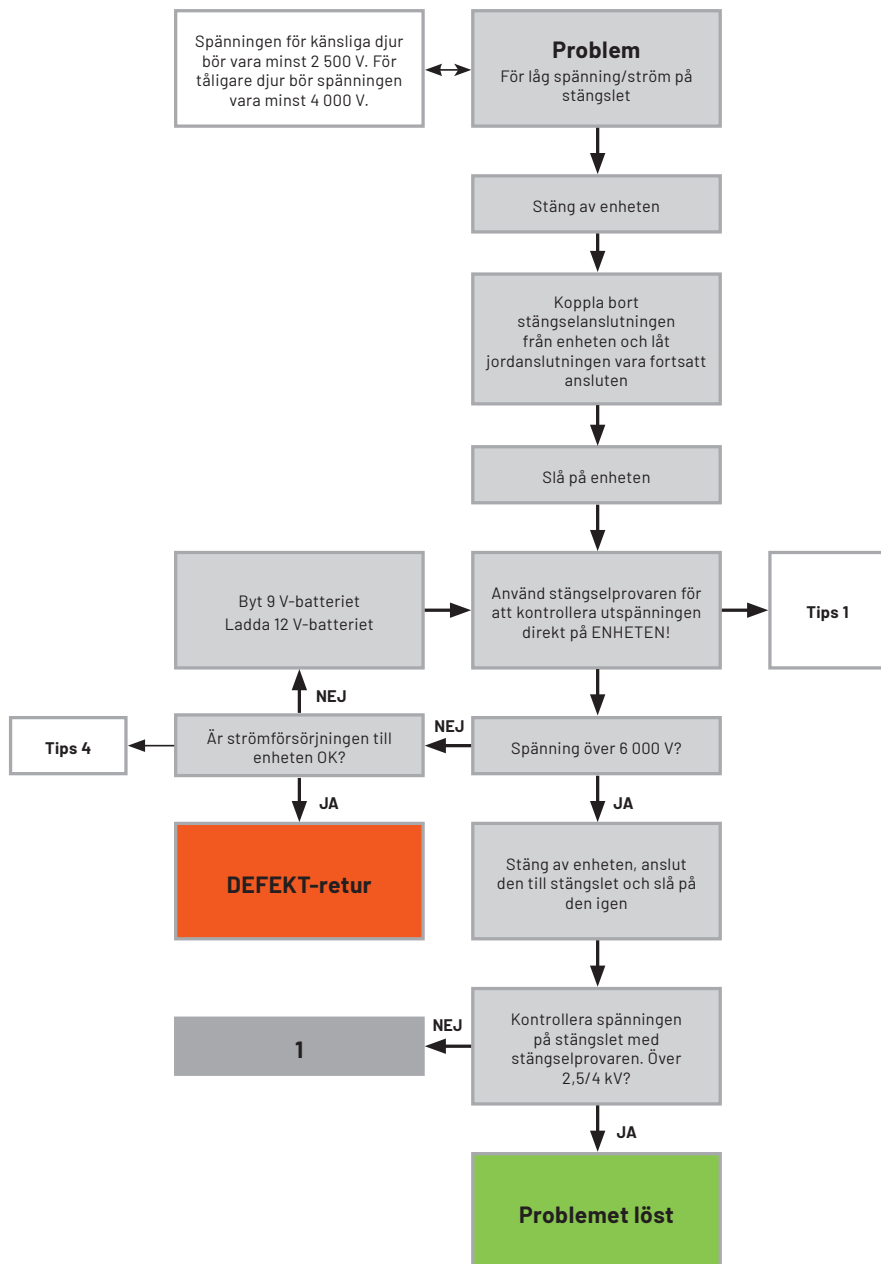 Spänningen för känsliga djur
bör vara minst 2 500 V. För
tåligare djur bör spänningen
vara minst 4 000 V.
Problem
För låg spänning/ström på
stängslet
Stäng av enheten
Koppla bort
stängselanslutningen
från enheten och låt
jordanslutningen vara fortsatt
ansluten
Slå på enheten
Byt 9 V-batteriet
Ladda 12 V-batteriet
Använd stängselprovaren för
att kontrollera utspänningen
direkt på ENHETEN!
Tips 1
NEJ
Tips 4
Är strömförsörjningen till
enheten OK?
NEJ
Spänning över 6 000 V?
JA
JA
DEFEKT-retur
Stäng av enheten, anslut
den till stängslet och slå på
den igen
1
NEJ
Kontrollera spänningen
på stängslet med
stängselprovaren. Över
2,5/4 kV?
JA
Problemet löst